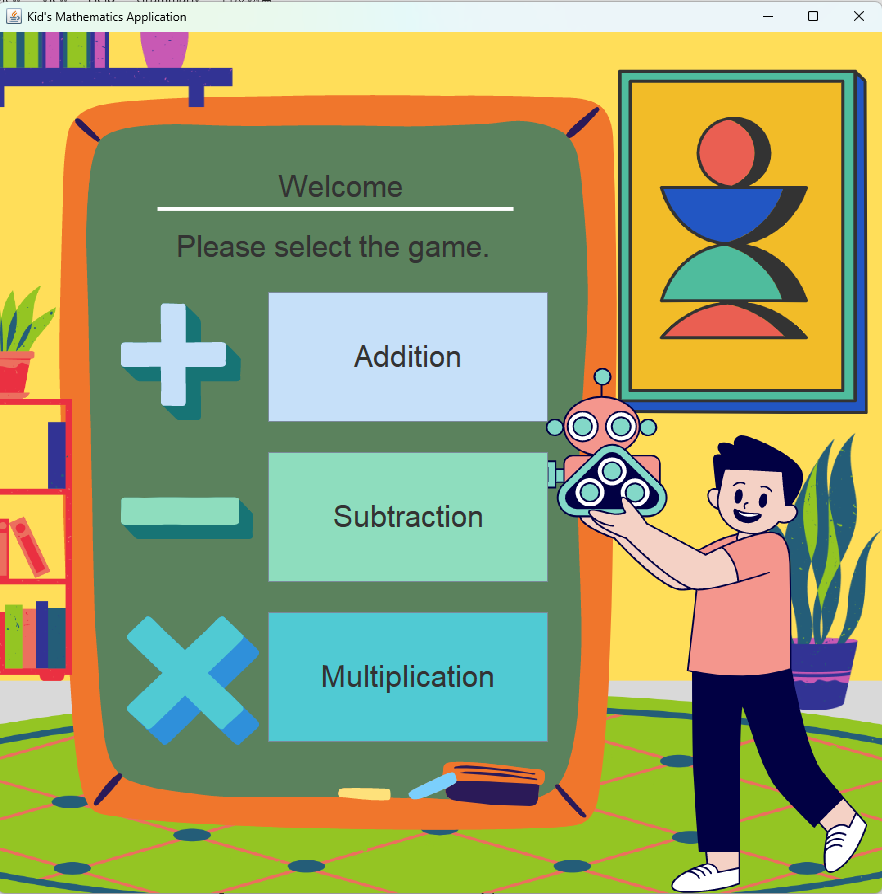 Kid's Mathematics Application
Welcome
Please select the game.
Addition
Subtraction
Multiplication